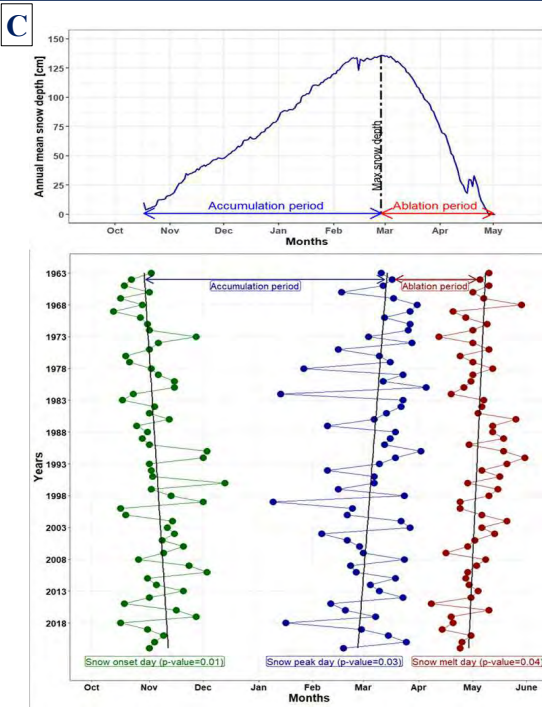 C
Annual mean snow depth [cm]
150
125
100
75
50
25
0
Max snow depth
Accumulation period
Ablation period
Oct Nov Dec Jan Feb Mar Apr May
Months
Years
1963
1968
1973
1978
1983
1988
1993
1998
2003
2008
2013
2018
Accumulation period
Ablation period
Snow onset day (p-value=0.01)
Snow peak day (p-value=0.03)
Snow melt day (p-value=0.04)
Oct Nov Dec Jan Feb Mar Apr May June
Months